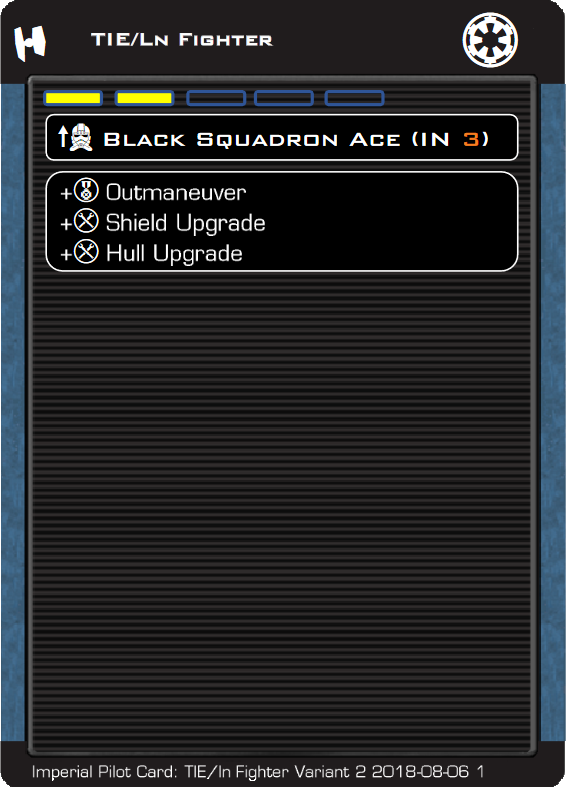 TIE/Ln Fighter
Black Squadron Ace (IN 3)
+ Outmaneuver
+ Shield Upgrade
+ Hull Upgrade
Imperial Pilot Card: TIE/ln Fighter Variant 2 2018-08-06 1